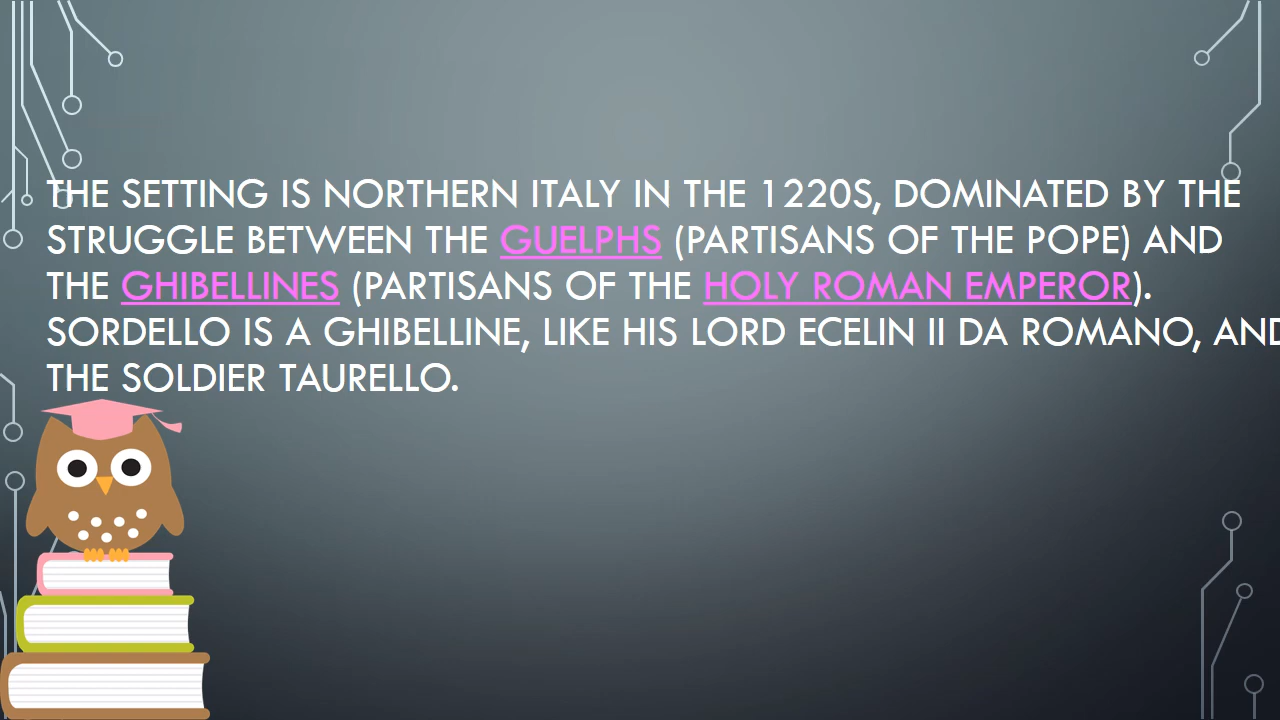 THE SETTING IS NORTHERN ITALY IN THE 1220S, DOMINATED BY THE
STRUGGLE BETWEEN THE GUELPHS (PARTISANS OF THE POPE) AND
THE GHIBELLINES (PARTISANS OF THE HOLY ROMAN EMPEROR).
SORDELLO IS A GHIBELLINE, LIKE HIS LORD ECELIN II DA ROMANO, AND
THE SOLDIER TAURELLO.